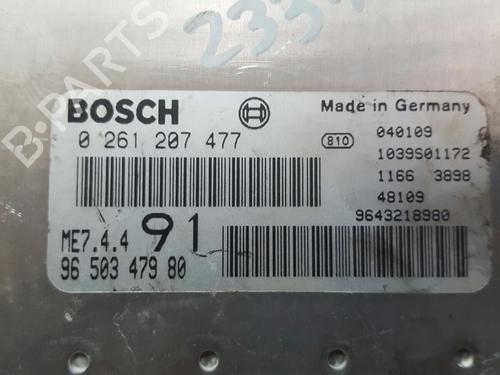 B-PARTS
BOSCH
Made in Germany
0 261 207 477
810
040109
1039S01172
1166 3898
48109
9643218980
ME7.4.4
91
96 503 479 80